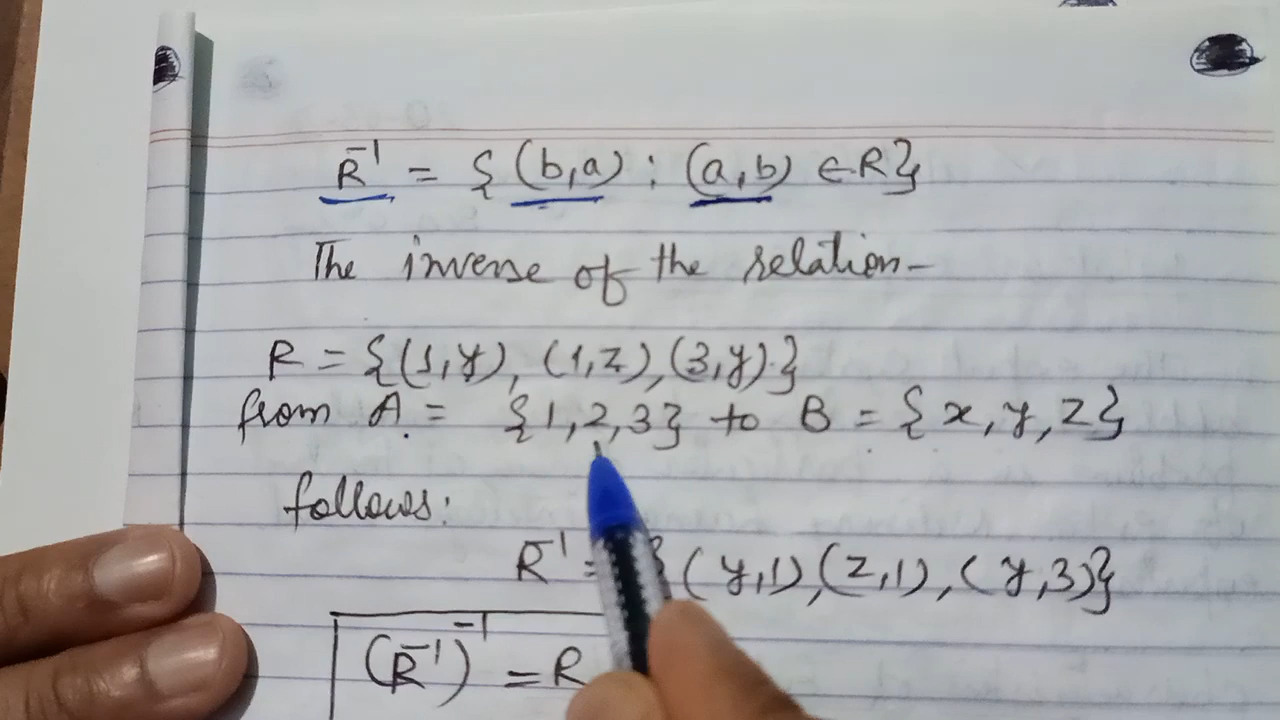 R⁻¹ = {(b,a) : (a,b) ∈ R}
The inverse of the relation-
R = {(1,y), (1,z), (3,y)}
from A = {1,2,3} to B = {x,y,z}
follows:
R⁻¹ = {(y,1)(z,1),(y,3)}
(R⁻¹)⁻¹ = R